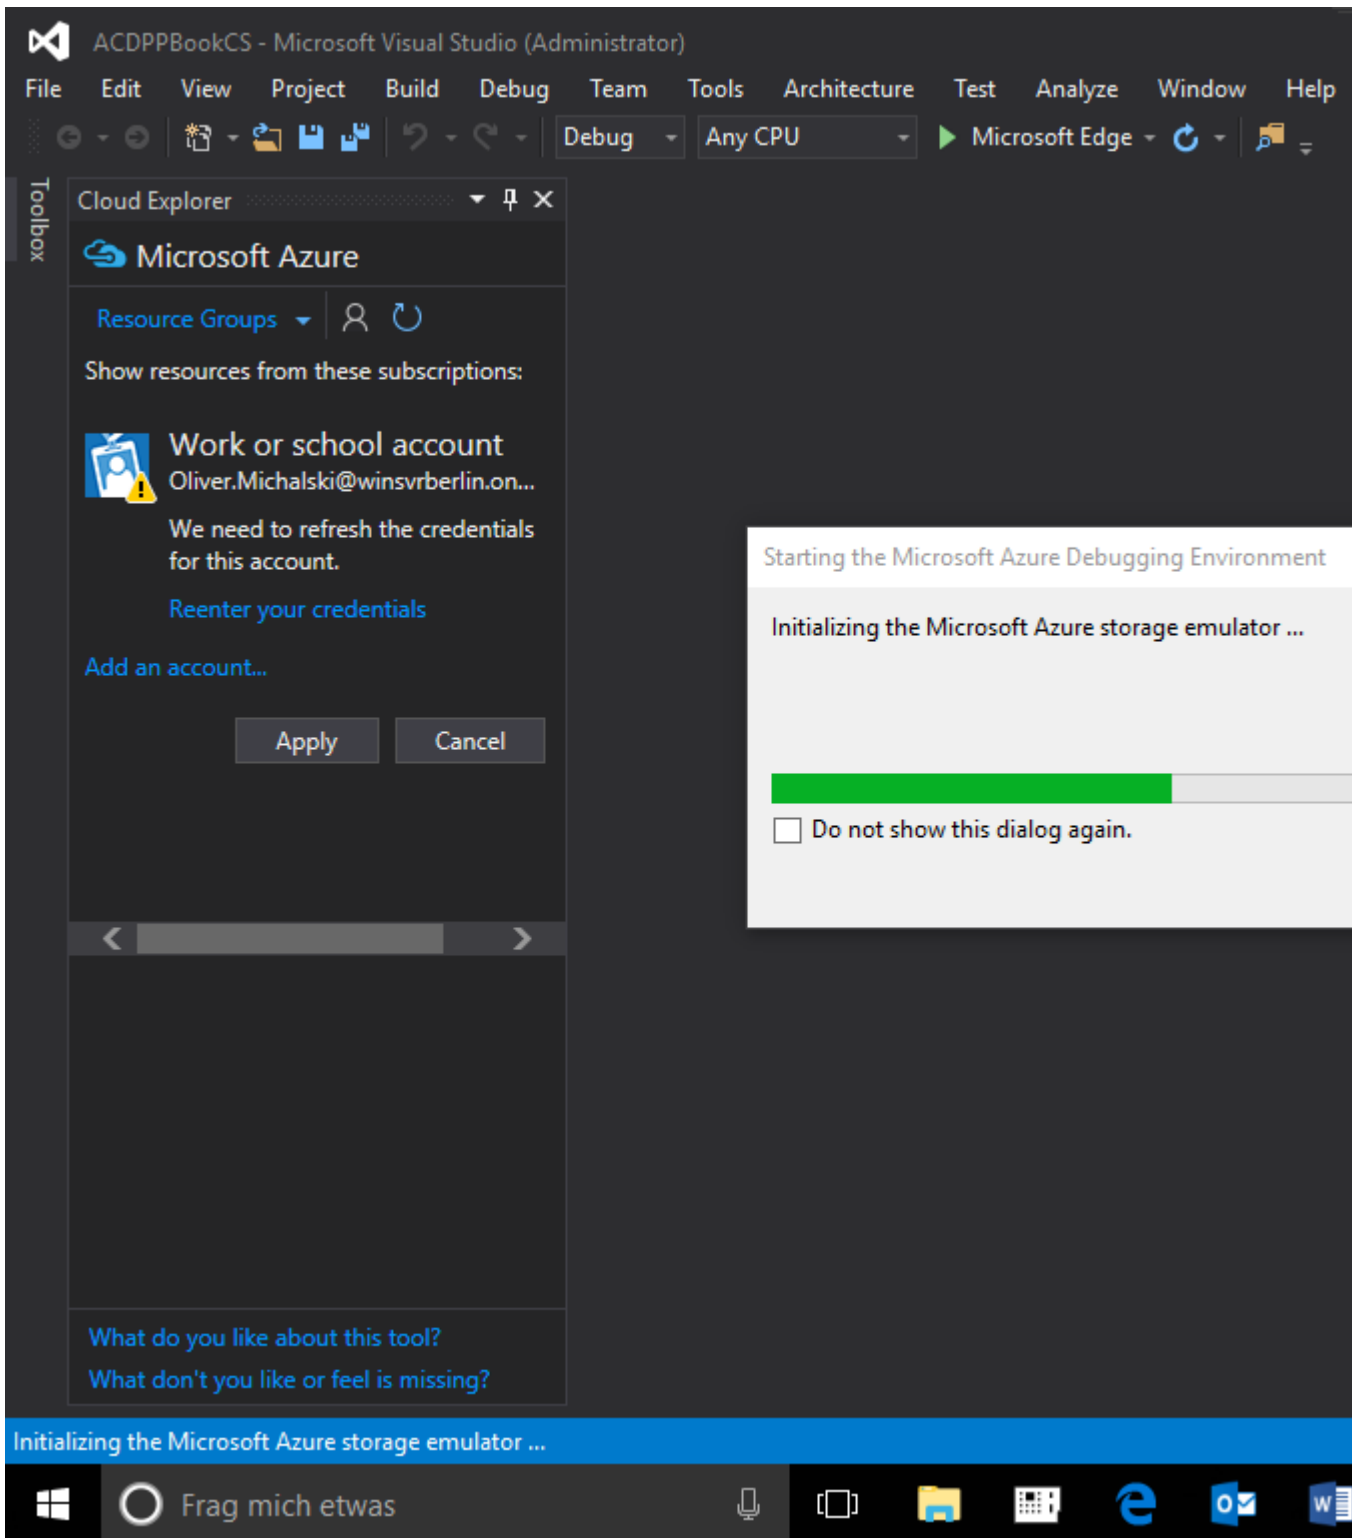 ACDPPBookCS - Microsoft Visual Studio (Administrator)
File Edit View Project Build Debug Team Tools Architecture Test Analyze Window Help
Debug Any CPU Microsoft Edge
Toolbox
Cloud Explorer
Microsoft Azure
Resource Groups
Show resources from these subscriptions:
Work or school account
Oliver.Michalski@winsvrberlin.on...
We need to refresh the credentials
for this account.
Reenter your credentials
Add an account...
Apply Cancel
What do you like about this tool?
What don't you like or feel is missing?
Starting the Microsoft Azure Debugging Environment
Initializing the Microsoft Azure storage emulator ...
Do not show this dialog again.
Initializing the Microsoft Azure storage emulator ...
Frag mich etwas